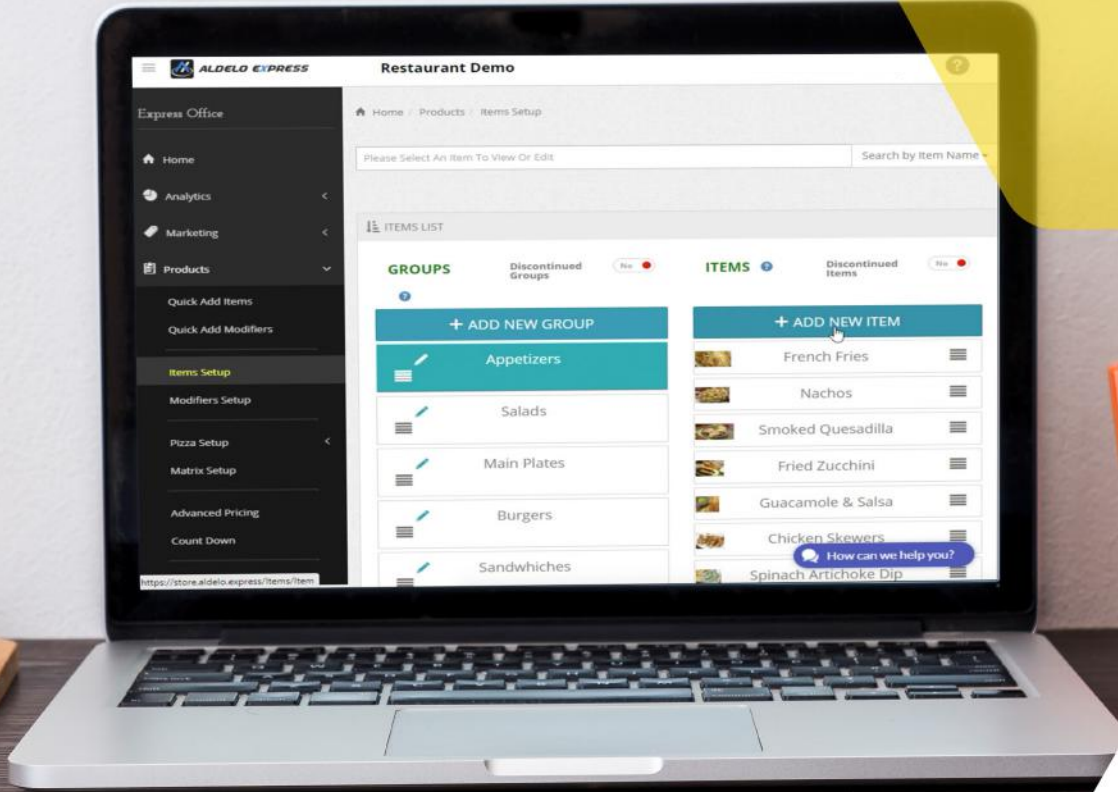 ALDELO EXPRESS
Restaurant Demo
?
Express Office
Home / Products / Items Setup
Home
Please Select An Item To View Or Edit
Search by Item Name
Analytics
Marketing
ITEMS LIST
Products
GROUPS
Discontinued
Groups
No
ITEMS
?
Discontinued
Items
No
?
Quick Add Items
Quick Add Modifiers
+ ADD NEW GROUP
+ ADD NEW ITEM
Items Setup
Modifiers Setup
Pizza Setup
Matrix Setup
Advanced Pricing
Count Down
Appetizers
Salads
Main Plates
Burgers
Sandwhiches
French Fries
Nachos
Smoked Quesadilla
Fried Zucchini
Guacamole & Salsa
Chicken Skewers
How can we help you?
Spinach Artichoke Dip
https://store.aldelo.express/Items/Item